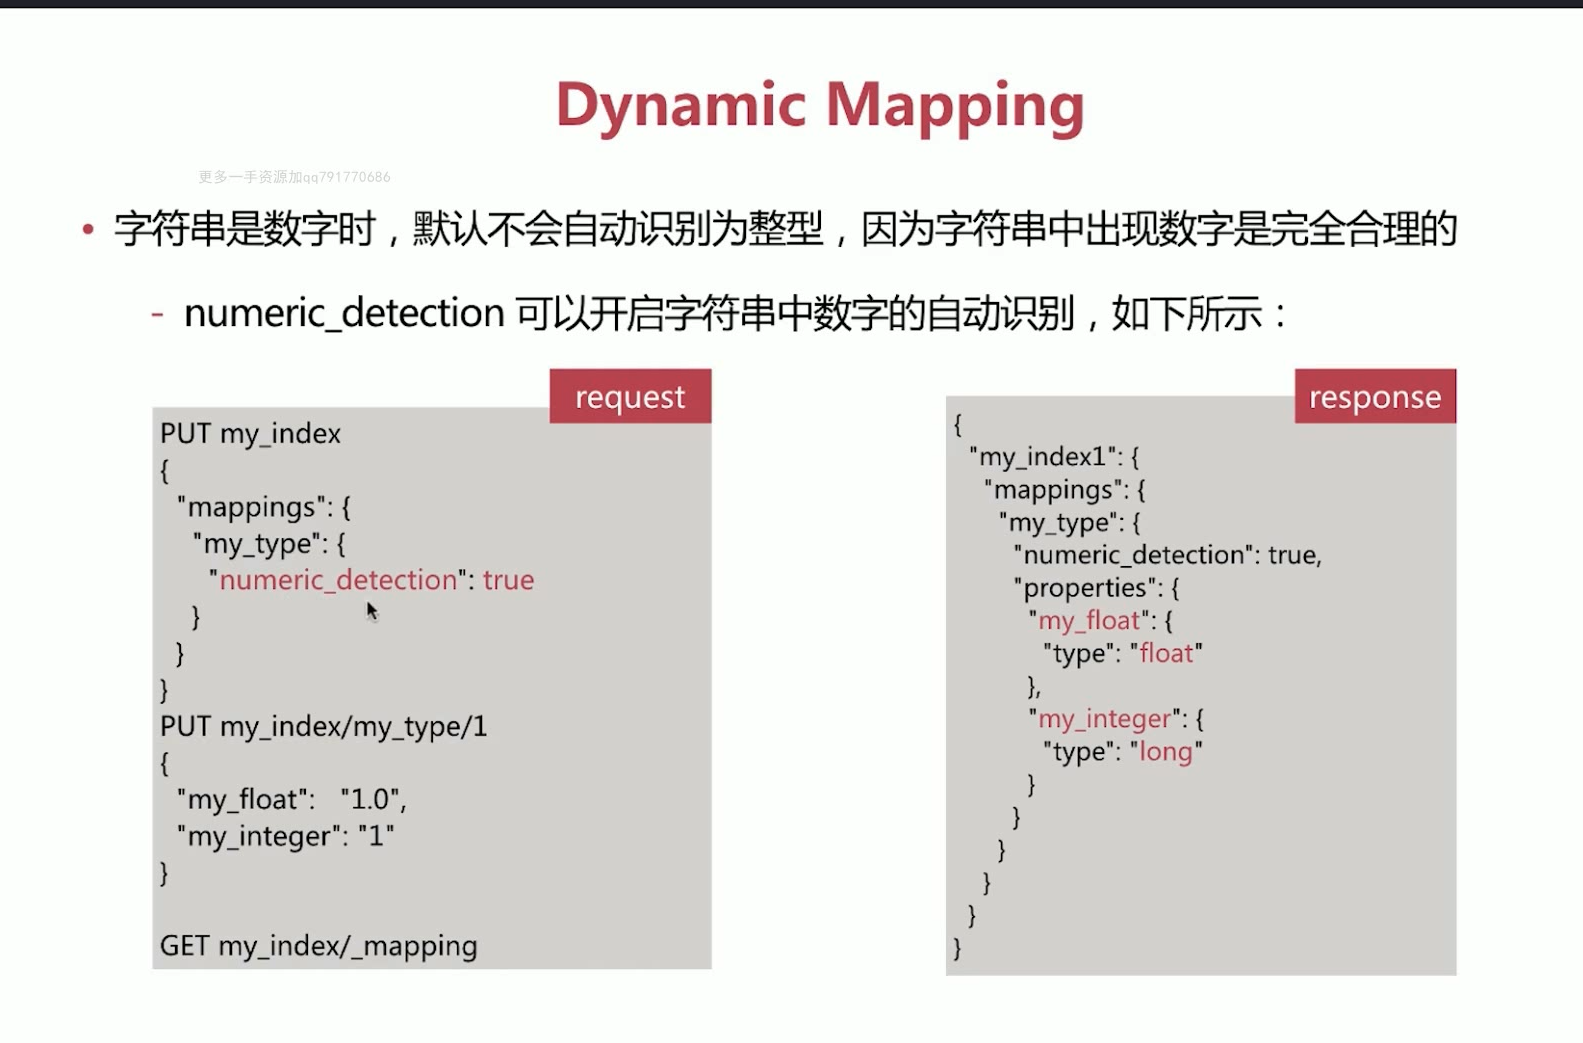 Dynamic Mapping
更多一手资源加qq791770686
• 字符串是数字时，默认不会自动识别为整型，因为字符串中出现数字是完全合理的
- numeric_detection 可以开启字符串中数字的自动识别，如下所示：
request
PUT my_index
{
"mappings": {
"my_type": {
"numeric_detection": true
}
}
}
PUT my_index/my_type/1
{
"my_float": "1.0",
"my_integer": "1"
}
GET my_index/_mapping
response
{
"my_index1": {
"mappings": {
"my_type": {
"numeric_detection": true,
"properties": {
"my_float": {
"type": "float"
},
"my_integer": {
"type": "long"
}
}
}
}
}
}